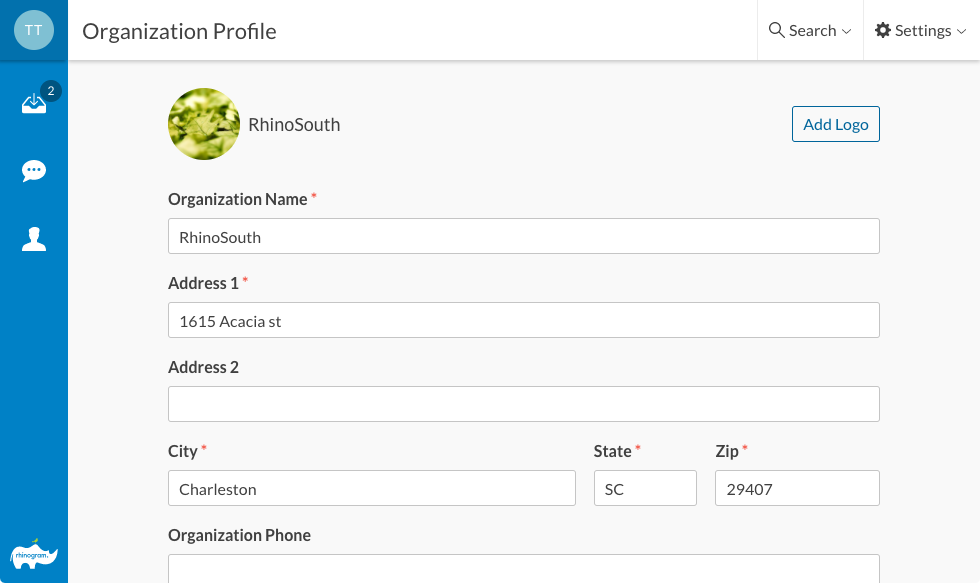 TT
Organization Profile
Search
Settings
2
RhinoSouth
Add Logo
Organization Name *
RhinoSouth
Address 1 *
1615 Acacia st
Address 2
City * State * Zip *
Charleston SC 29407
Organization Phone
rhinogram.